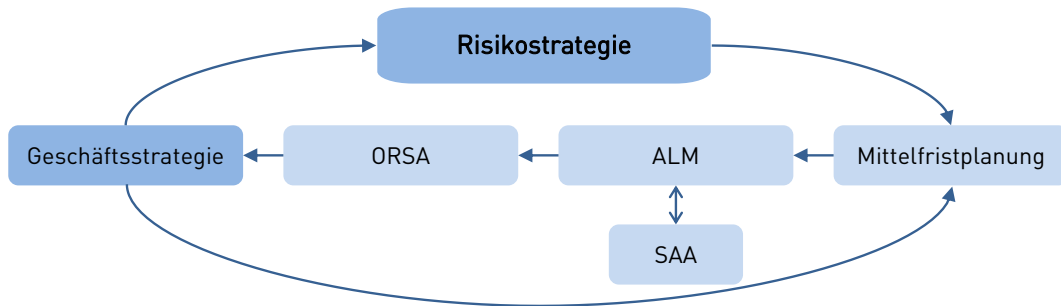 Risikostrategie
Geschäftsstrategie
ORSA
ALM
Mittelfristplanung
SAA